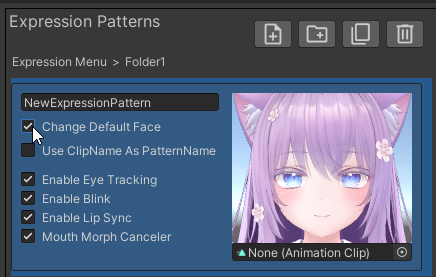 Expression Patterns
Expression Menu > Folder1
NewExpressionPattern
Change Default Face
Use ClipName As PatternName
Enable Eye Tracking
Enable Blink
Enable Lip Sync
Mouth Morph Canceler
None (Animation Clip)